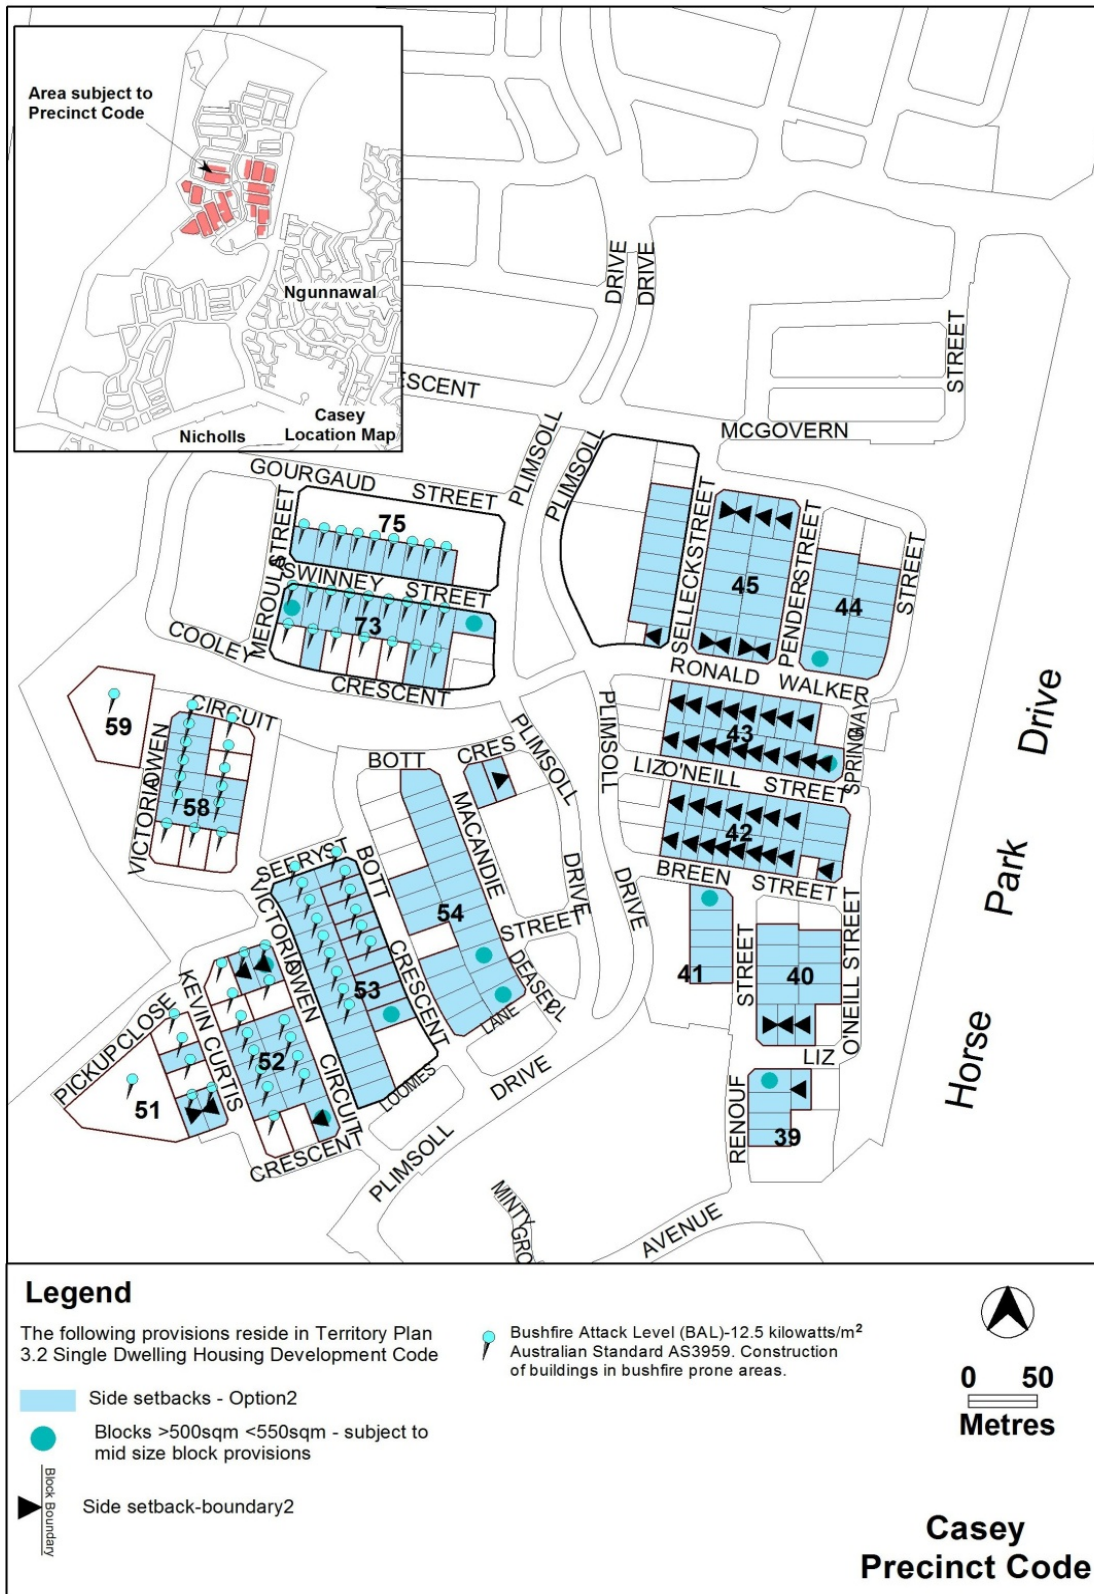 Area subject to
Precinct Code
Ngunnawal
Casey
Location Map
Nicholls
DRIVE
DRIVE
STREET
ESCENT
MCGOVERN
PLIMSOLL
PLIMSOLL
GOURGAUD STREET
STREET
75
SWINNEY STREET
MEROULI
73
COOLEY
CRESCENT
SELLECK STREET
45
PENDER STREET
44
STREET
RONALD WALKER
59
CIRCUIT
OWEN
VICTORIA
58
PLIMSOLL
PLIMSOLL
43
SPRING WAY
LIZ O'NEILL STREET
BOTT CRES
MACANDIE
42
BREEN STREET
SEERY ST
BOTT
VICTORIA
OWEN
DRIVE
DRIVE
54
STREET
DEASE
PL
53
CRESCENT
41
STREET
40
O'NEILL STREET
LIZ
KEVIN CURTIS
PICKUP CLOSE
52
51
CIRCUIT
LANE
LOOMES
DRIVE
CRESCENT
PLIMSOLL
RENOUF
39
MINTY
GRO
AVENUE
Horse Park Drive
Legend
The following provisions reside in Territory Plan
3.2 Single Dwelling Housing Development Code
Side setbacks - Option2
Blocks >500sqm <550sqm - subject to
mid size block provisions
Block Boundary
Side setback-boundary2
Bushfire Attack Level (BAL)-12.5 kilowatts/m²
Australian Standard AS3959. Construction
of buildings in bushfire prone areas.
0 50
Metres
Casey
Precinct Code